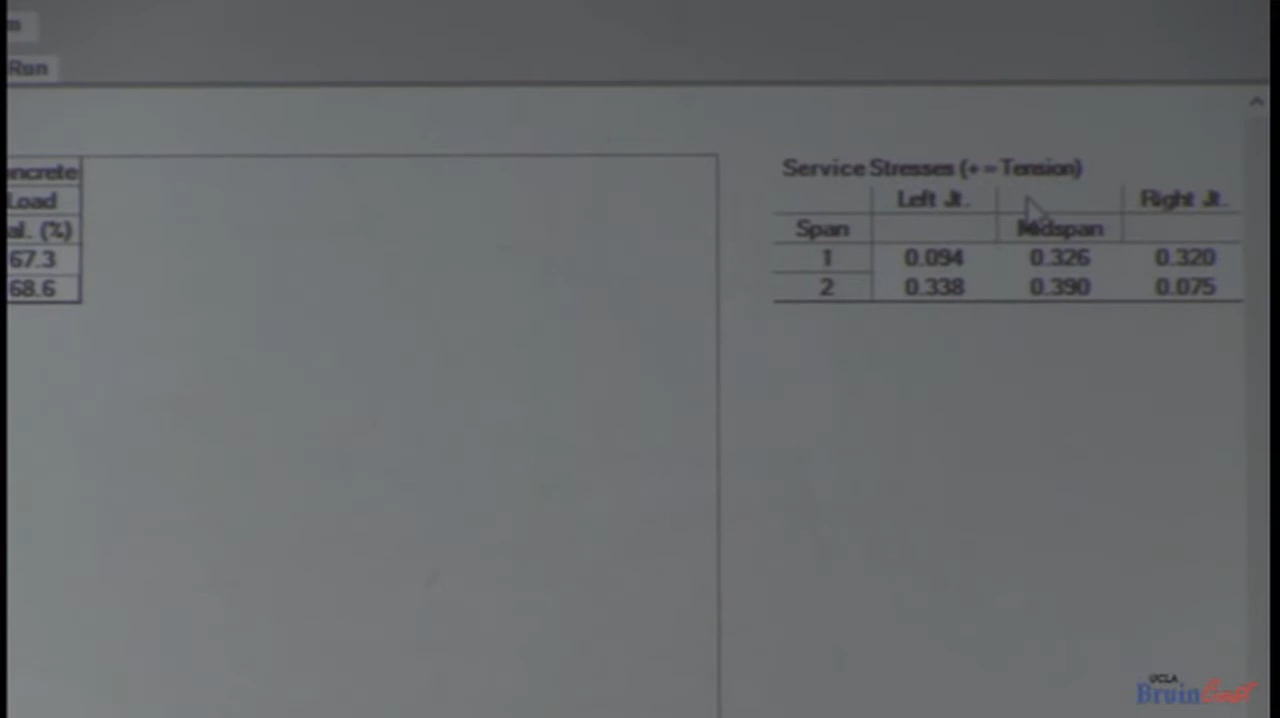 Run
ncrete
Load
al. (%)
67.3
68.6
Service Stresses (+ = Tension)
Left Jt. Right Jt.
Span Midspan
1 0.094 0.326 0.320
2 0.338 0.390 0.075
UCLA
BruinCast